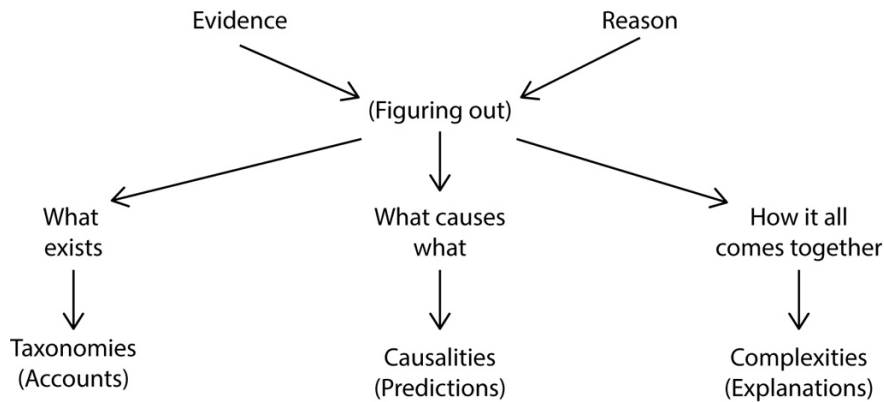 Evidence
Reason
(Figuring out)
What
exists
What causes
what
How it all
comes together
Taxonomies
(Accounts)
Causalities
(Predictions)
Complexities
(Explanations)